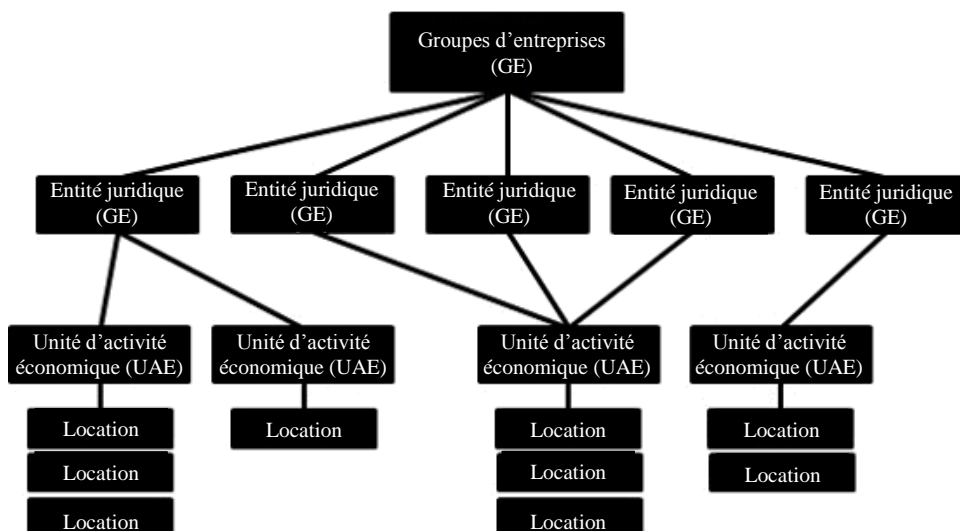 Groupes d’entreprises
(GE)
Entité juridique
(GE)
Entité juridique
(GE)
Entité juridique
(GE)
Entité juridique
(GE)
Entité juridique
(GE)
Unité d’activité
économique (UAE)
Unité d’activité
économique (UAE)
Unité d’activité
économique (UAE)
Unité d’activité
économique (UAE)
Location
Location
Location
Location
Location
Location
Location
Location
Location